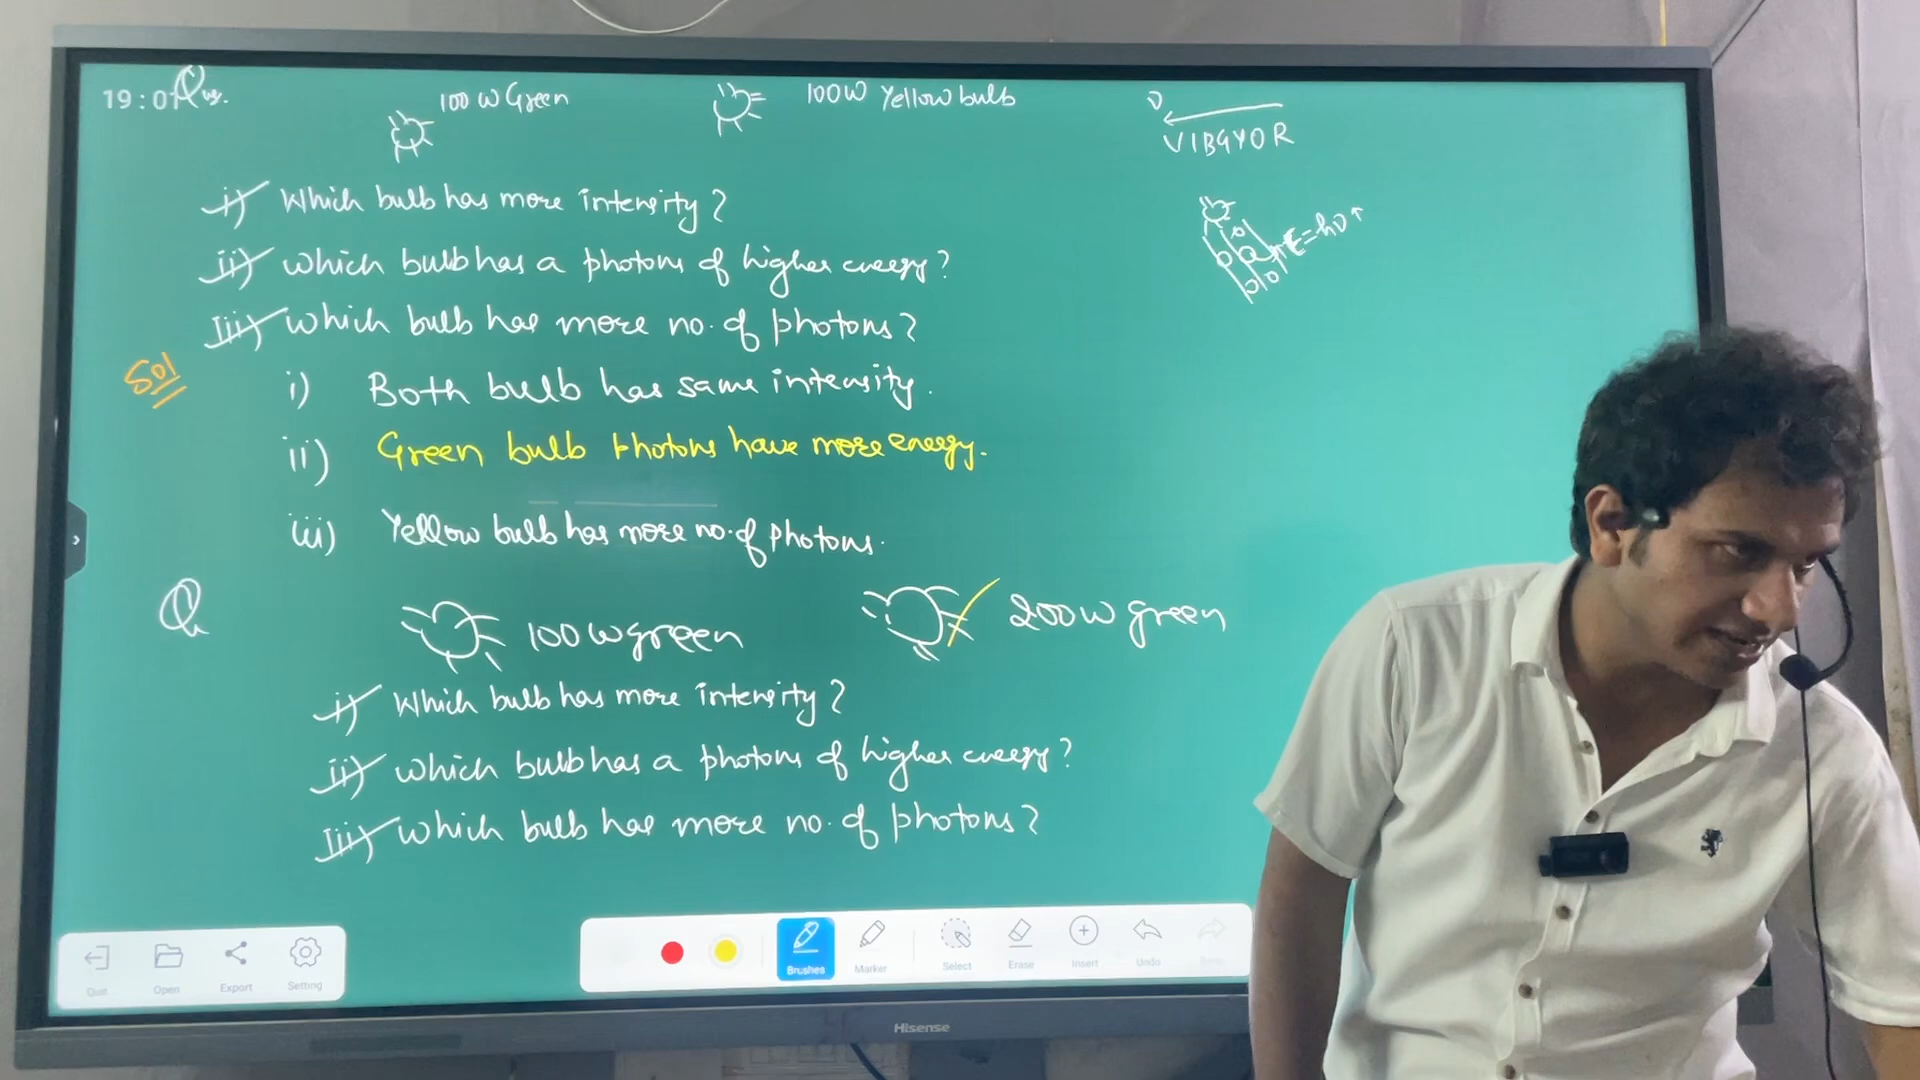 19:01 Qus.
100 W Green
100W Yellow bulb
ν
VIBGYOR
i) Which bulb has more intensity?
ii) which bulb has a photons of higher energy?
E=hν↑
iii) which bulb has more no. of photons?
Sol
i) Both bulb has same intensity.
ii) Green bulb photons have more energy.
iii) Yellow bulb has more no. of photons.
Q
100 W green
200 W green
i) Which bulb has more intensity?
ii) which bulb has a photons of higher energy?
iii) which bulb has more no. of photons?
Quit Open Export Setting
Brushes Marker Select Erase Insert Undo
Hisense